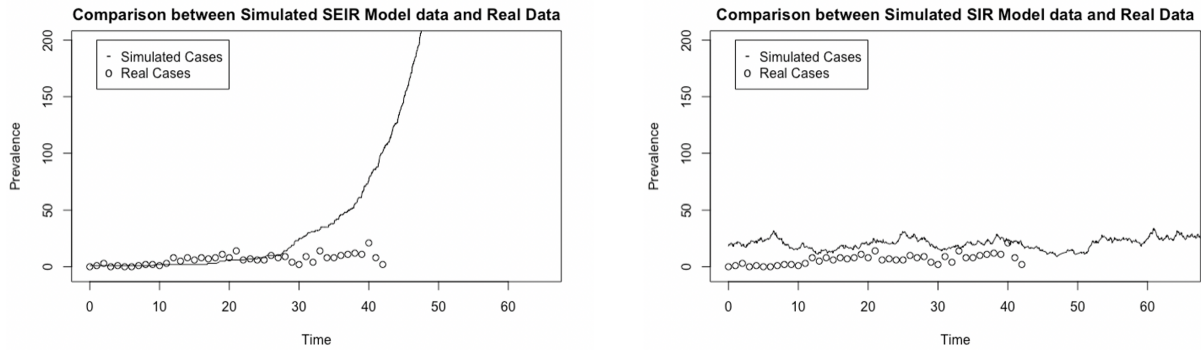 Comparison between Simulated SEIR Model data and Real Data
200
150
100
50
0
Prevalence
- Simulated Cases
o Real Cases
0 10 20 30 40 50 60
Time
Comparison between Simulated SIR Model data and Real Data
200
150
100
50
0
Prevalence
- Simulated Cases
o Real Cases
0 10 20 30 40 50 60
Time